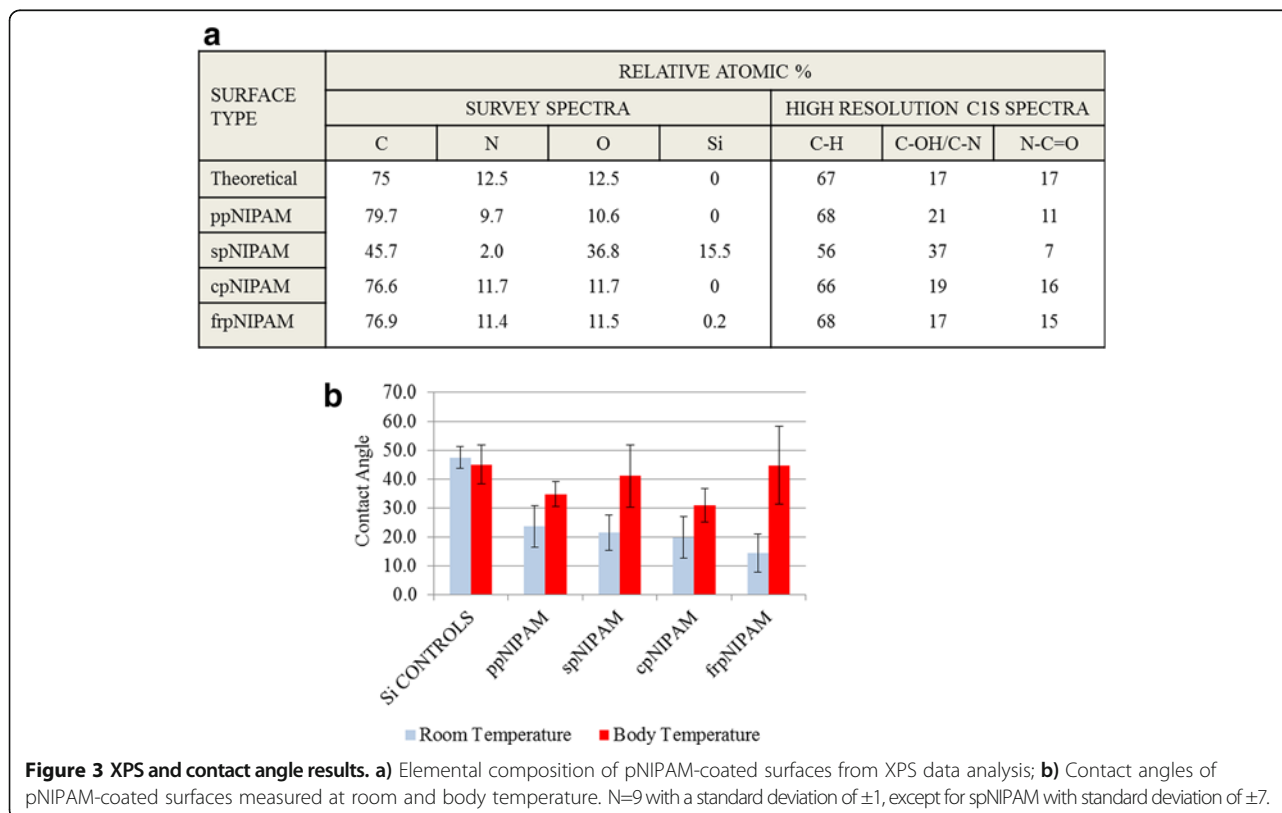 a
RELATIVE ATOMIC %
SURFACE TYPE
SURVEY SPECTRA HIGH RESOLUTION C1S SPECTRA
C N O Si C-H C-OH/C-N N-C=O
Theoretical 75 12.5 12.5 0 67 17 17
ppNIPAM 79.7 9.7 10.6 0 68 21 11
spNIPAM 45.7 2.0 36.8 15.5 56 37 7
cpNIPAM 76.6 11.7 11.7 0 66 19 16
frpNIPAM 76.9 11.4 11.5 0.2 68 17 15
b
Contact Angle
70.0
60.0
50.0
40.0
30.0
20.0
10.0
0.0
Si CONTROLS
ppNIPAM
spNIPAM
cpNIPAM
frpNIPAM
Room Temperature Body Temperature
Figure 3 XPS and contact angle results. a) Elemental composition of pNIPAM-coated surfaces from XPS data analysis; b) Contact angles of
pNIPAM-coated surfaces measured at room and body temperature. N=9 with a standard deviation of ±1, except for spNIPAM with standard deviation of ±7.